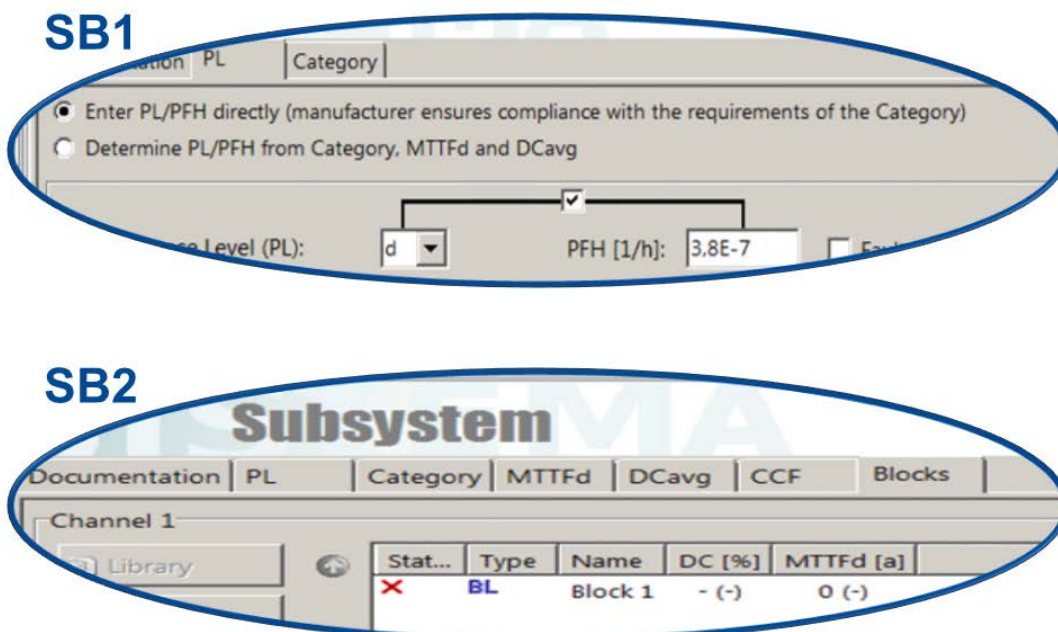 SB1
PL Category
Enter PL/PFH directly (manufacturer ensures compliance with the requirements of the Category)
Determine PL/PFH from Category, MTTFd and DCavg
Level (PL): d PFH [1/h]: 3,8E-7
SB2
Subsystem
Documentation PL Category MTTFd DCavg CCF Blocks
Channel 1
Library
Stat... Type Name DC [%] MTTFd [a]
BL Block 1 - (-) 0 (-)